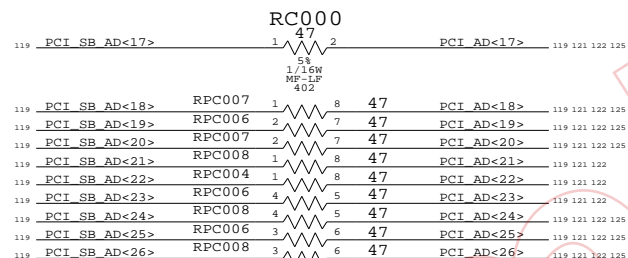 RC000
47
119 PCI_SB_AD<17> 1 2 PCI_AD<17> 119 121 122 125
5%
1/16W
MF-LF
402
119 PCI_SB_AD<18> RPC007 1 8 47 PCI_AD<18> 119 121 122 125
119 PCI_SB_AD<19> RPC006 2 7 47 PCI_AD<19> 119 121 122 125
119 PCI_SB_AD<20> RPC007 2 7 47 PCI_AD<20> 119 121 122 125
119 PCI_SB_AD<21> RPC008 1 8 47 PCI_AD<21> 119 121 122
119 PCI_SB_AD<22> RPC004 1 8 47 PCI_AD<22> 119 121 122
119 PCI_SB_AD<23> RPC006 4 5 47 PCI_AD<23> 119 121 122
119 PCI_SB_AD<24> RPC008 4 5 47 PCI_AD<24> 119 121 122 125
119 PCI_SB_AD<25> RPC006 3 6 47 PCI_AD<25> 119 121 122 125
119 PCI_SB_AD<26> RPC008 3 6 47 PCI_AD<26> 119 121 122 125